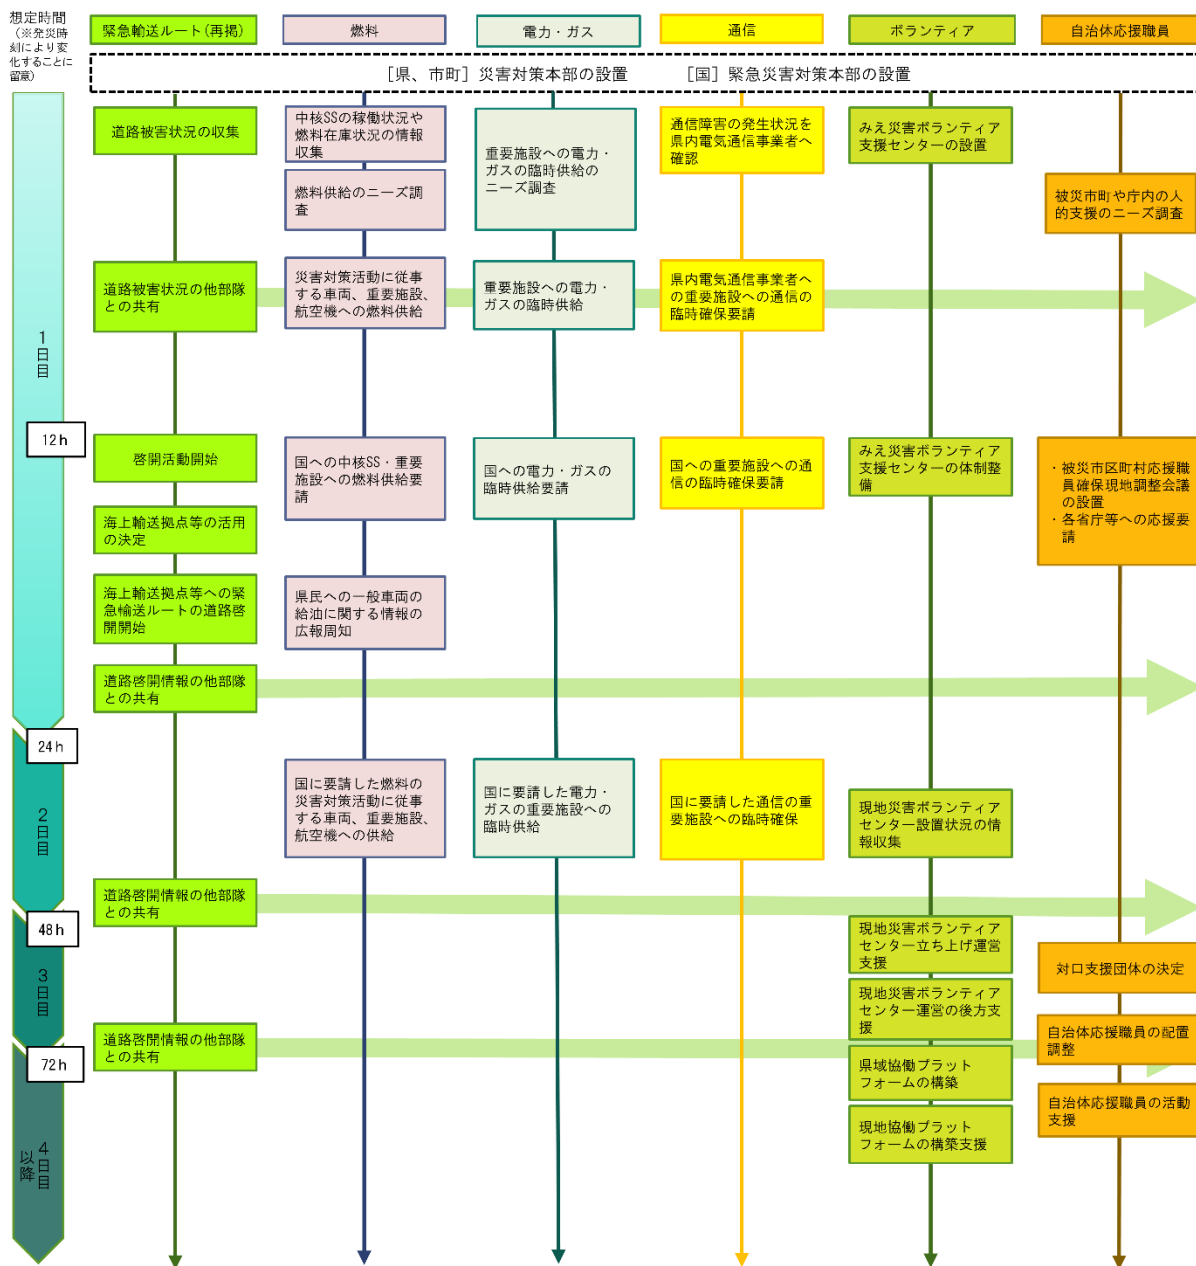 想定時間
（※発災時
刻により変
化することに
留意）
緊急輸送ルート(再掲)
燃料
電力・ガス
通信
ボランティア
自治体応援職員
［県、市町］災害対策本部の設置
［国］緊急災害対策本部の設置
1日目
12h
24h
2日目
48h
3日目
72h
4日目
以降
道路被害状況の収集
道路被害状況の他部隊
との共有
啓開活動開始
海上輸送拠点等の活用
の決定
海上輸送拠点等への緊
急輸送ルートの道路啓
開開始
道路啓開情報の他部隊
との共有
道路啓開情報の他部隊
との共有
道路啓開情報の他部隊
との共有
中核SSの稼働状況や
燃料在庫状況の情報
収集
燃料供給のニーズ調
査
災害対策活動に従事
する車両、重要施設、
航空機への燃料供給
国への中核SS・重要
施設への燃料供給要
請
県民への一般車両の
給油に関する情報の
広報周知
国に要請した燃料の
災害対策活動に従事
する車両、重要施設、
航空機への供給
重要施設への電力・
ガスの臨時供給の
ニーズ調査
重要施設への電力・
ガスの臨時供給
国への電力・ガスの
臨時供給要請
国に要請した電力・
ガスの重要施設への
臨時供給
通信障害の発生状況を
県内電気通信事業者へ
確認
県内電気通信事業者へ
の重要施設への通信の
臨時確保要請
国への重要施設への通
信の臨時確保要請
国に要請した通信の重
要施設への臨時確保
みえ災害ボランティア
支援センターの設置
みえ災害ボランティア
支援センターの体制整
備
現地災害ボランティア
センター設置状況の情
報収集
現地災害ボランティア
センター立ち上げ運営
支援
現地災害ボランティア
センター運営の後方支
援
県域協働プラット
フォームの構築
現地協働プラット
フォームの構築支援
被災市町や庁内の人
的支援のニーズ調査
・被災市区町村応援職
員確保現地調整会議
の設置
・各省庁等への応援要
請
対口支援団体の決定
自治体応援職員の配置
調整
自治体応援職員の活動
支援